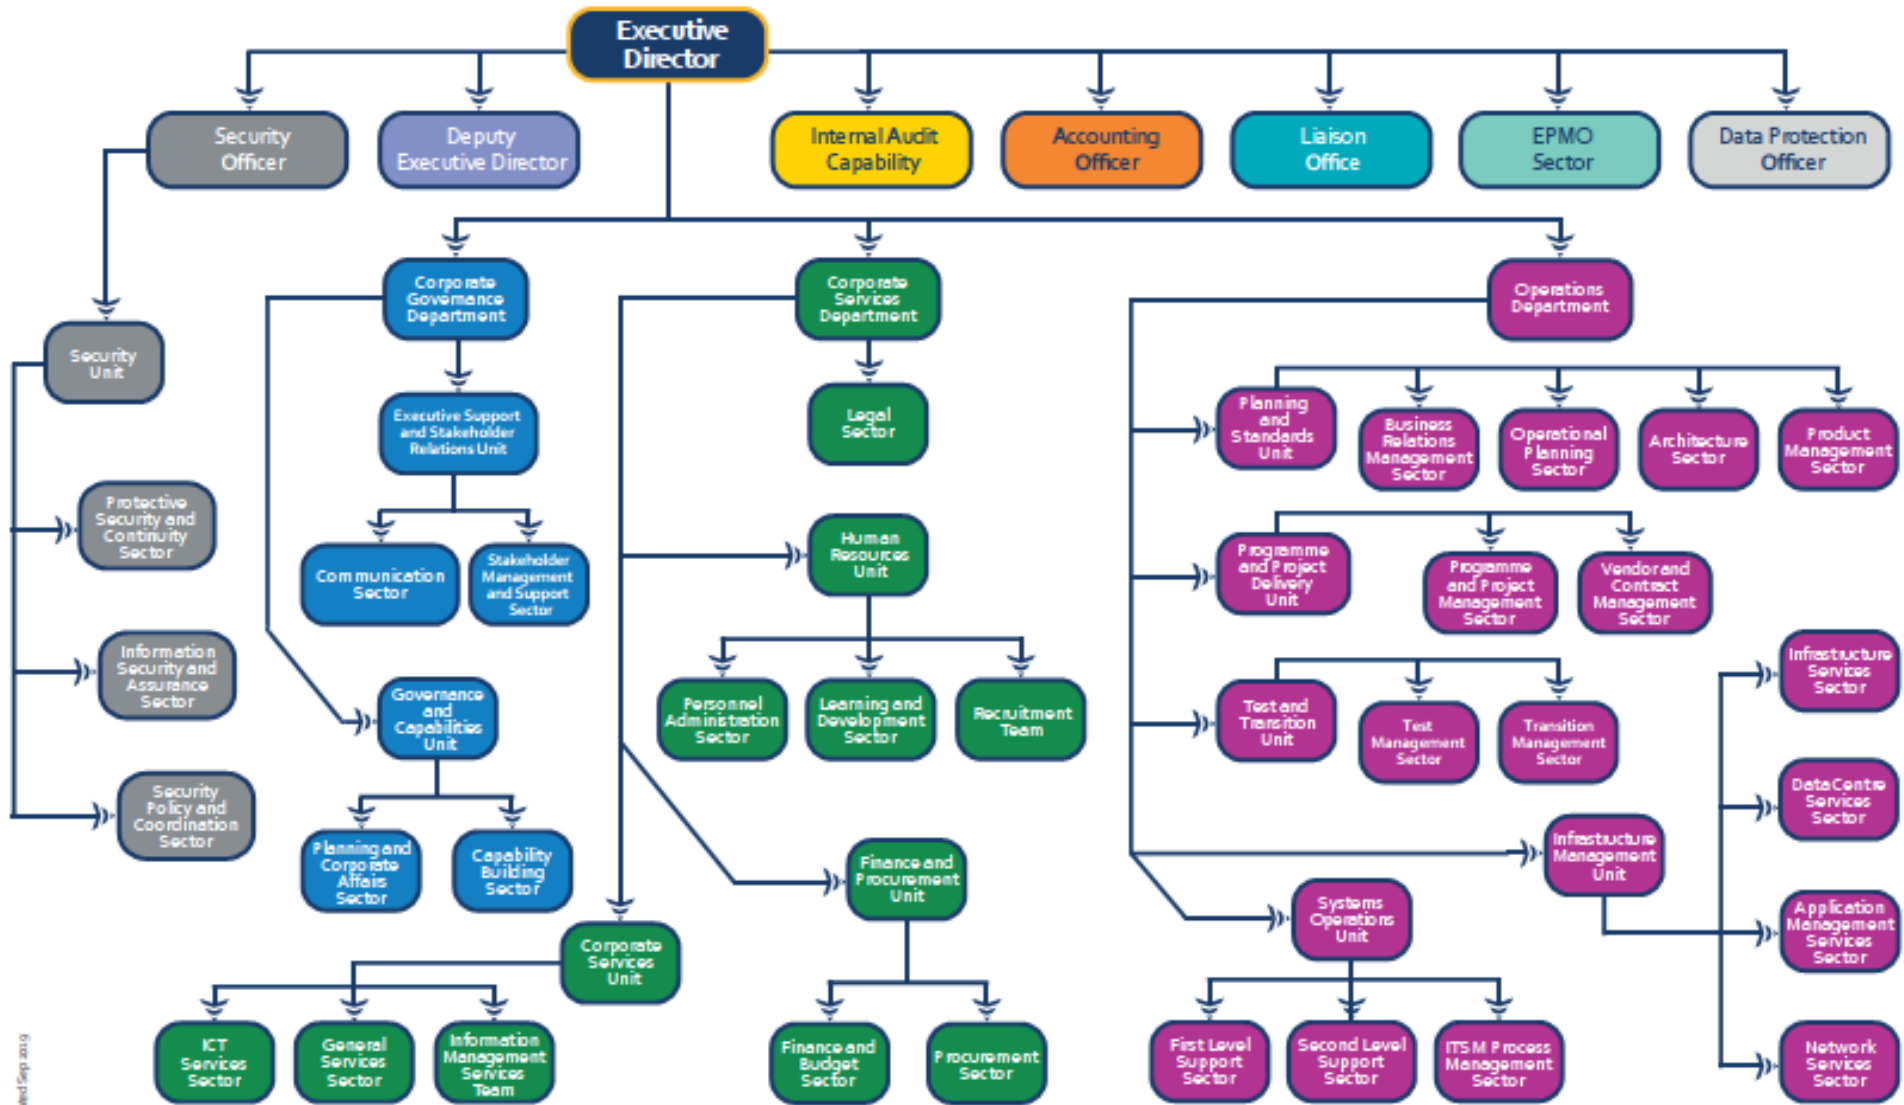 Executive
Director
Security
Officer
Deputy
Executive Director
Internal Audit
Capability
Accounting
Officer
Liaison
Office
EPMO
Sector
Data Protection
Officer
Corporate
Governance
Department
Corporate
Services
Department
Operations
Department
Security
Unit
Executive Support
and Stakeholder
Relations Unit
Legal
Sector
Planning
and
Standards
Unit
Business
Relations
Management
Sector
Operational
Planning
Sector
Architecture
Sector
Product
Management
Sector
Protective
Security and
Continuity
Sector
Communication
Sector
Stakeholder
Management
and Support
Sector
Human
Resources
Unit
Programme
and Project
Delivery
Unit
Programme
and Project
Management
Sector
Vendor and
Contract
Management
Sector
Information
Security and
Assurance
Sector
Governance
and
Capabilities
Unit
Personnel
Administration
Sector
Learning and
Development
Sector
Recruitment
Team
Test and
Transition
Unit
Test
Management
Sector
Transition
Management
Sector
Infrastructure
Services
Sector
Security
Policy and
Coordination
Sector
Planning and
Corporate
Affairs
Sector
Capability
Building
Sector
Finance and
Procurement
Unit
Infrastructure
Management
Unit
Data Centre
Services
Sector
Corporate
Services
Unit
Systems
Operations
Unit
Application
Management
Services
Sector
ICT
Services
Sector
General
Services
Sector
Information
Management
Services
Team
Finance and
Budget
Sector
Procurement
Sector
First Level
Support
Sector
Second Level
Support
Sector
ITSM Process
Management
Sector
Network
Services
Sector
Sep 2019